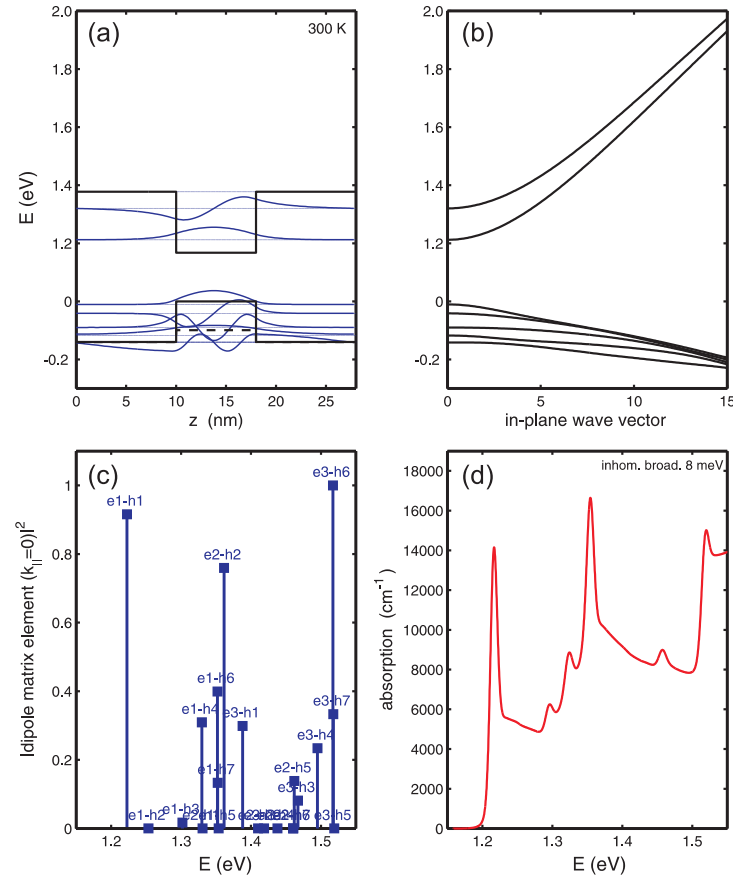 (a)
300 K
2.0
1.8
1.6
1.4
1.2
0
-0.2
E (eV)
0
5
10
15
20
25
z (nm)
(b)
2.0
1.8
1.6
1.4
1.2
0
-0.2
0
5
10
15
in-plane wave vector
(c)
e3-h6
e1-h1
e2-h2
e1-h6
e1-h4
e3-h1
e3-h7
e3-h4
e1-h7
e2-h5
e3-h3
e1-h2
e1-h3
e3-h5
1
0.8
0.6
0.4
0.2
0
|dipole matrix element (k||=0)|²
1.2
1.3
1.4
1.5
E (eV)
(d)
inhom. broad. 8 meV
18000
16000
14000
12000
10000
8000
6000
4000
2000
0
absorption (cm⁻¹)
1.2
1.3
1.4
1.5
E (eV)